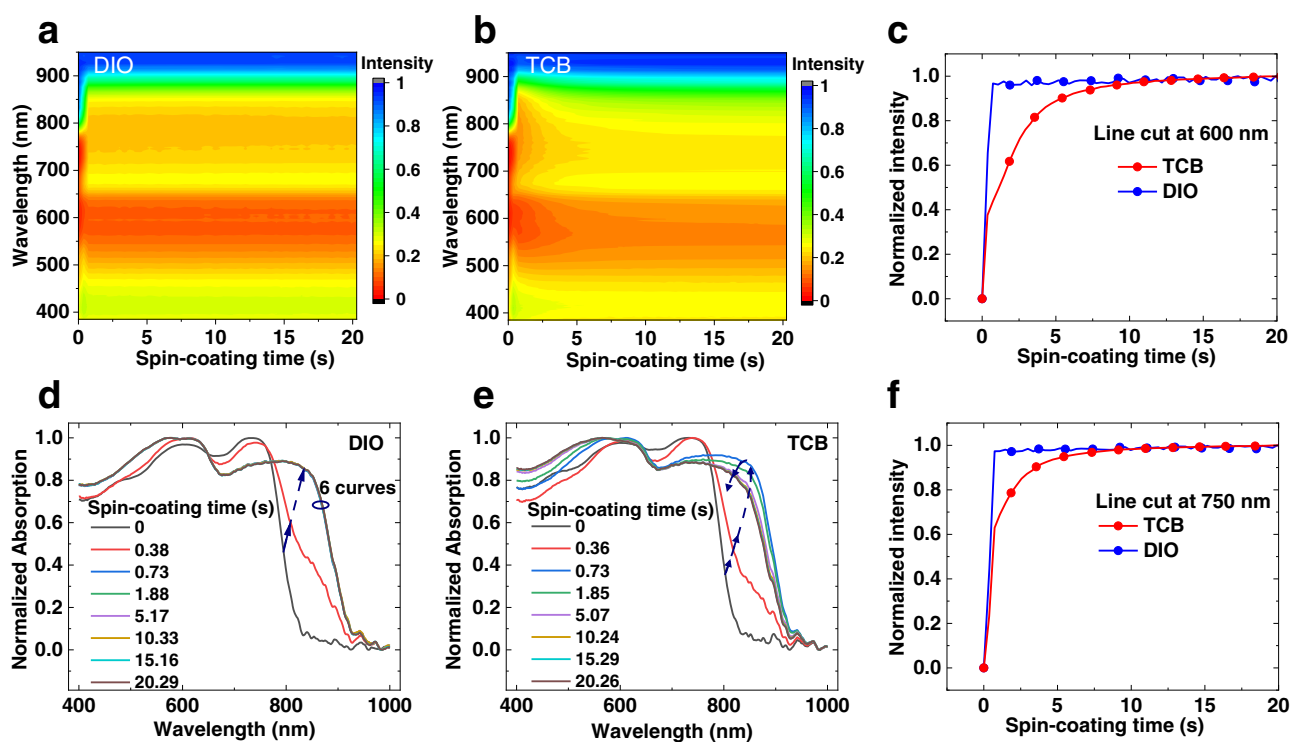 a
DIO
Intensity
900
800
700
600
500
400
Wavelength (nm)
0
5
10
15
20
Spin-coating time (s)
1
0.8
0.6
0.4
0.2
0
b
TCB
Intensity
900
800
700
600
500
400
Wavelength (nm)
0
5
10
15
20
Spin-coating time (s)
1
0.8
0.6
0.4
0.2
0
c
Normalized intensity
1.0
0.8
0.6
0.4
0.2
0.0
Line cut at 600 nm
TCB
DIO
0
5
10
15
20
Spin-coating time (s)
d
DIO
Normalized Absorption
1.0
0.8
0.6
0.4
0.2
0.0
6 curves
Spin-coating time (s)
0
0.38
0.73
1.88
5.17
10.33
15.16
20.29
400
600
800
1000
Wavelength (nm)
e
TCB
Normalized Absorption
1.0
0.8
0.6
0.4
0.2
0.0
Spin-coating time (s)
0
0.36
0.73
1.85
5.07
10.24
15.29
20.26
400
600
800
1000
Wavelength (nm)
f
Normalized intensity
1.0
0.8
0.6
0.4
0.2
0.0
Line cut at 750 nm
TCB
DIO
0
5
10
15
20
Spin-coating time (s)